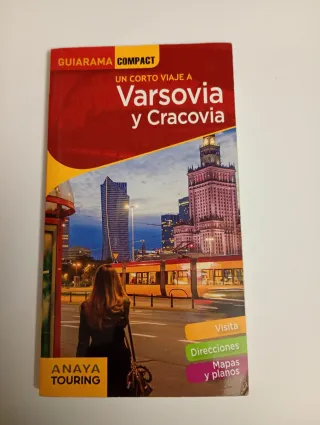 GUIARAMA COMPACT
UN CORTO VIAJE A
Varsovia
y Cracovia
Visita
Direcciones
Mapas
y planos
ANAYA
TOURING